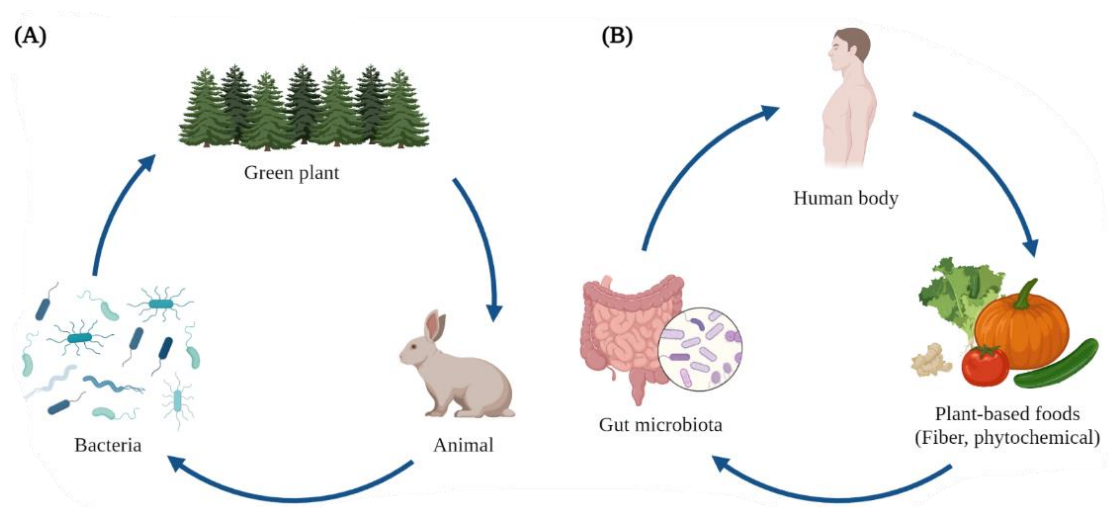 (A)
Green plant
Bacteria
Animal
(B)
Human body
Gut microbiota
Plant-based foods
(Fiber, phytochemical)